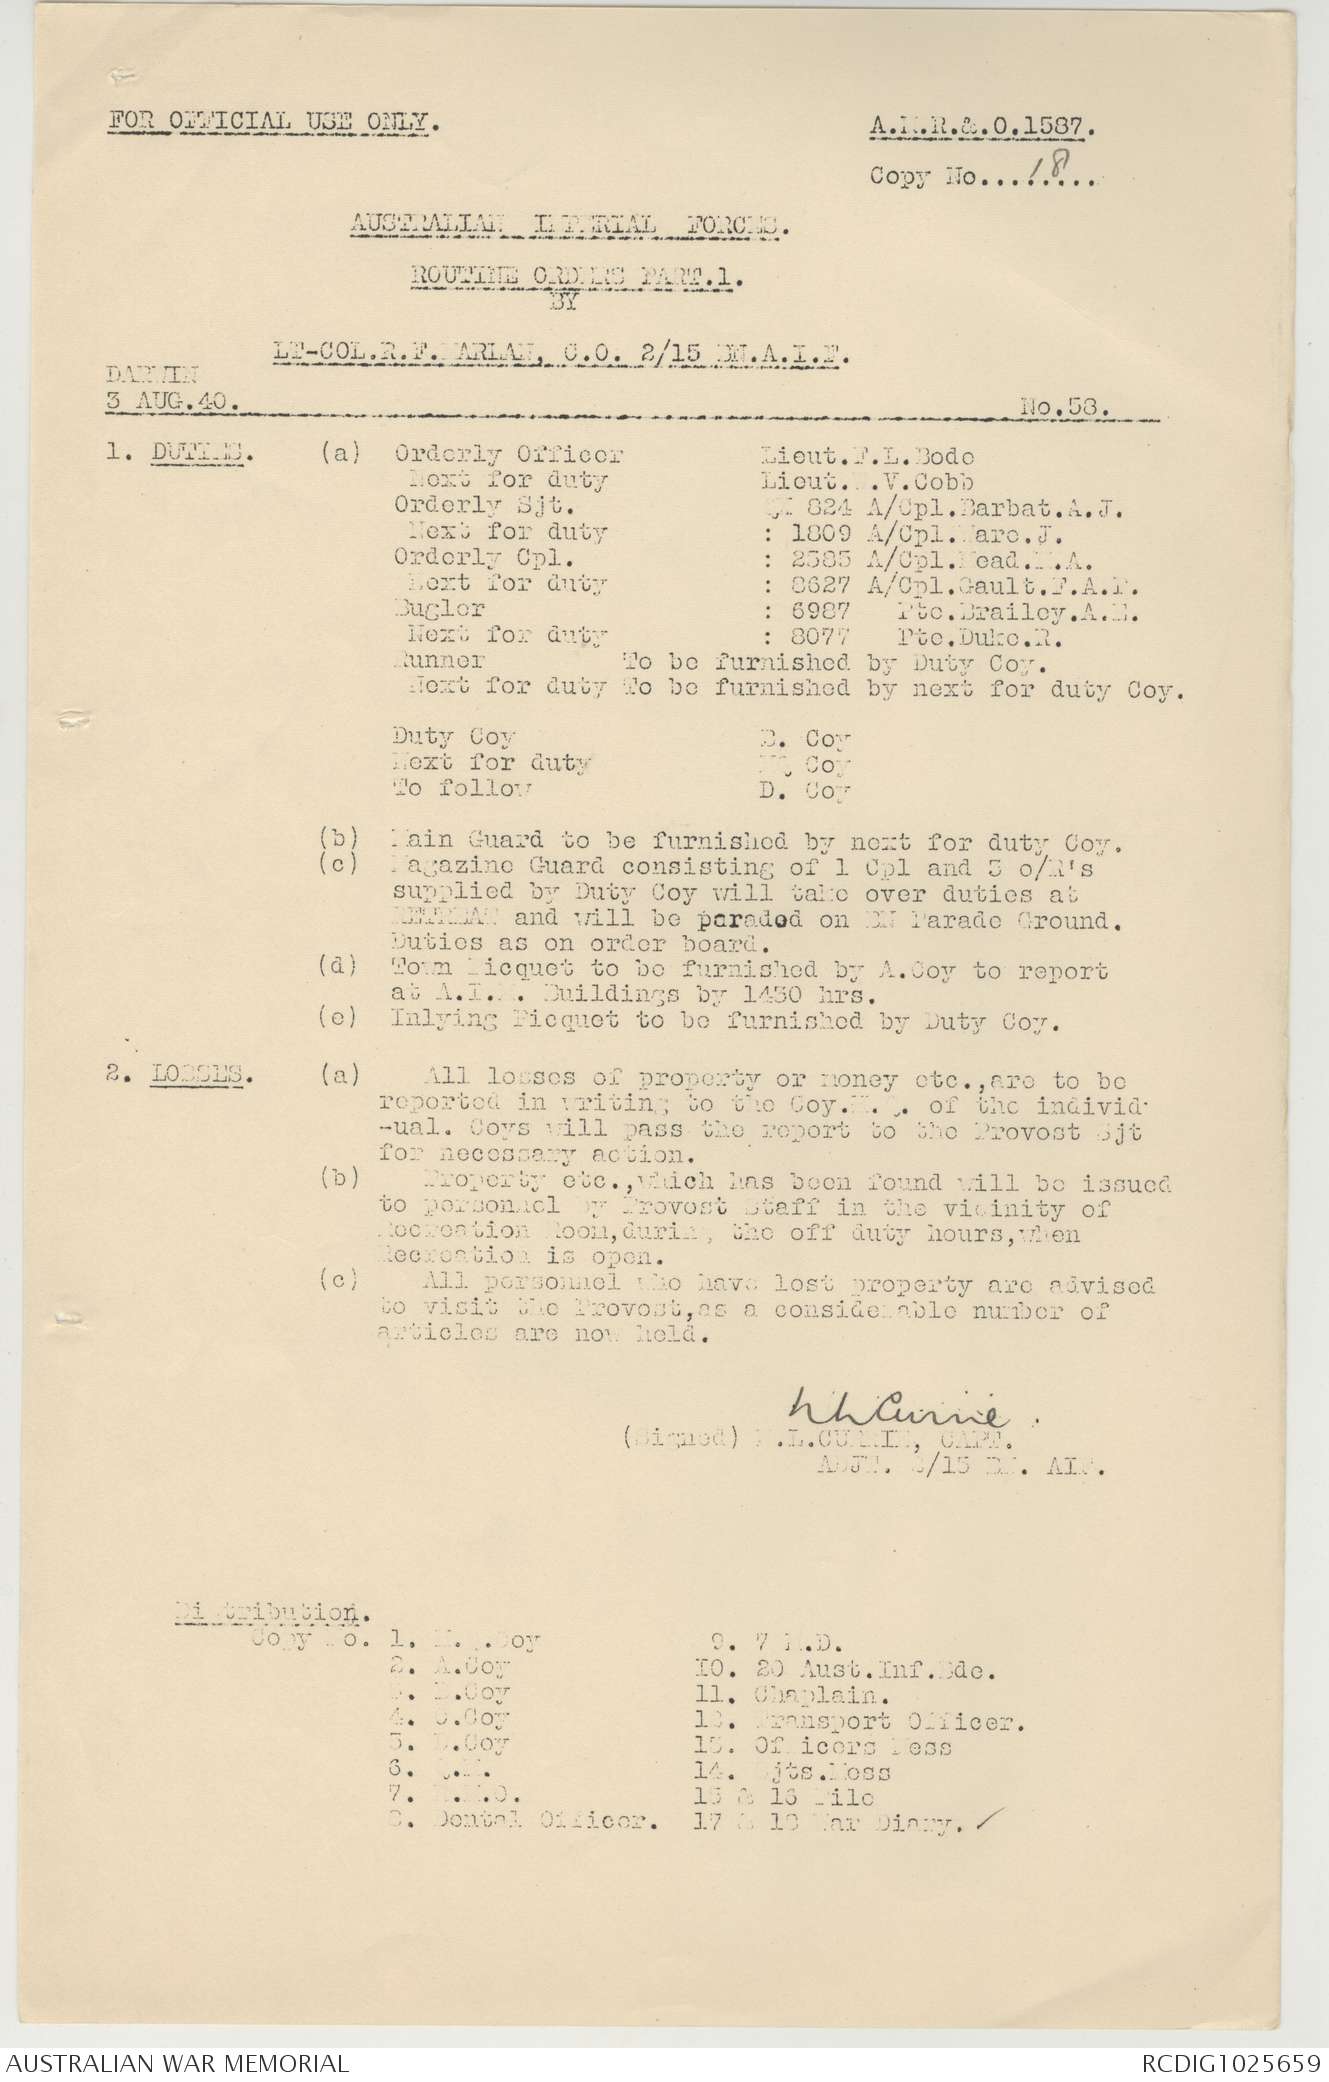 FOR OFFICIAL USE ONLY.
A.M.R.&.O.1587.
Copy No....18....
AUSTRALIAN IMPERIAL FORCES.
ROUTINE ORDERS PART.1.
BY
LT-COL.R.F.MARLAN, C.O. 2/15 BN.A.I.F.
DARWIN
3 AUG.40. No.58.
1. DUTIES. (a) Orderly Officer Lieut.F.L.Bode
Next for duty Lieut. .V.Cobb
Orderly Sjt. QX 824 A/Cpl.Barbat.A.J.
Next for duty : 1809 A/Cpl.Ware.J.
Orderly Cpl. : 2585 A/Cpl.Mead. .A.
Next for duty : 8627 A/Cpl.Gault.F.A.F.
Bugler : 6987 Pte.Brailey.A.E.
Next for duty : 8077 Pte.Duke.R.
Runner To be furnished by Duty Coy.
Next for duty To be furnished by next for duty Coy.
Duty Coy B. Coy
Next for duty HQ Coy
To follow D. Coy
(b) Main Guard to be furnished by next for duty Coy.
(c) Magazine Guard consisting of 1 Cpl and 3 o/R's
supplied by Duty Coy will take over duties at
RETREAT and will be paraded on BN Parade Ground.
Duties as on order board.
(d) Town Picquet to be furnished by A.Coy to report
at A.I.F. Buildings by 1430 hrs.
(e) Inlying Picquet to be furnished by Duty Coy.
2. LOSSES. (a) All losses of property or money etc.,are to be
reported in writing to the Coy.H.Q. of the individ-
-ual. Coys will pass the report to the Provost Sjt
for necessary action.
(b) Property etc.,which has been found will be issued
to personnel by Provost Staff in the vicinity of
Recreation Room,during the off duty hours,when
Recreation is open.
(c) All personnel who have lost property are advised
to visit the Provost,as a considerable number of
articles are now held.
(Signed) .L.CURRIE, CAPT.
ADJT. 2/15 BN. AIF.
Distribution.
Copy No. 1. H.Q.Coy 9. 7 M.D.
2. A.Coy 10. 20 Aust.Inf.Bde.
3. B.Coy 11. Chaplain.
4. C.Coy 12. Transport Officer.
5. D.Coy 13. Officers Mess
6. Q.M. 14. Sjts.Mess
7. R.M.O. 15 & 16 File
8. Dental Officer. 17 & 18 War Diary. ✓
AUSTRALIAN WAR MEMORIAL RCDIG1025659